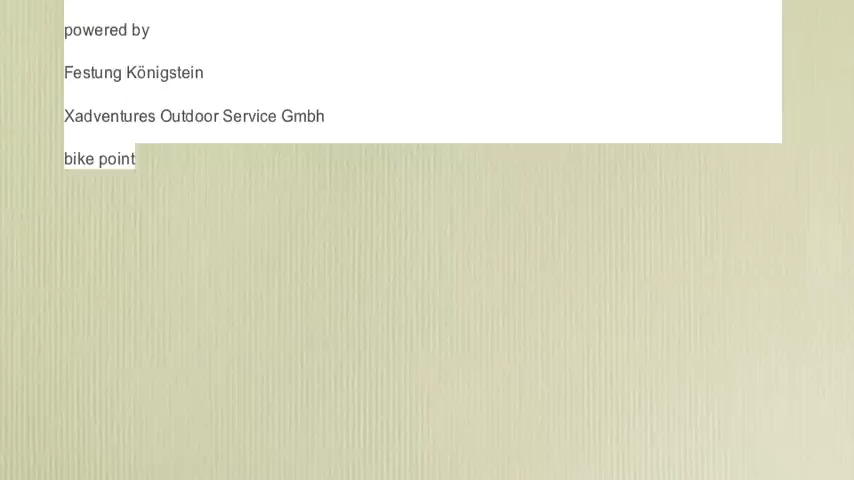 powered by
Festung Königstein
Xadventures Outdoor Service Gmbh
bike point